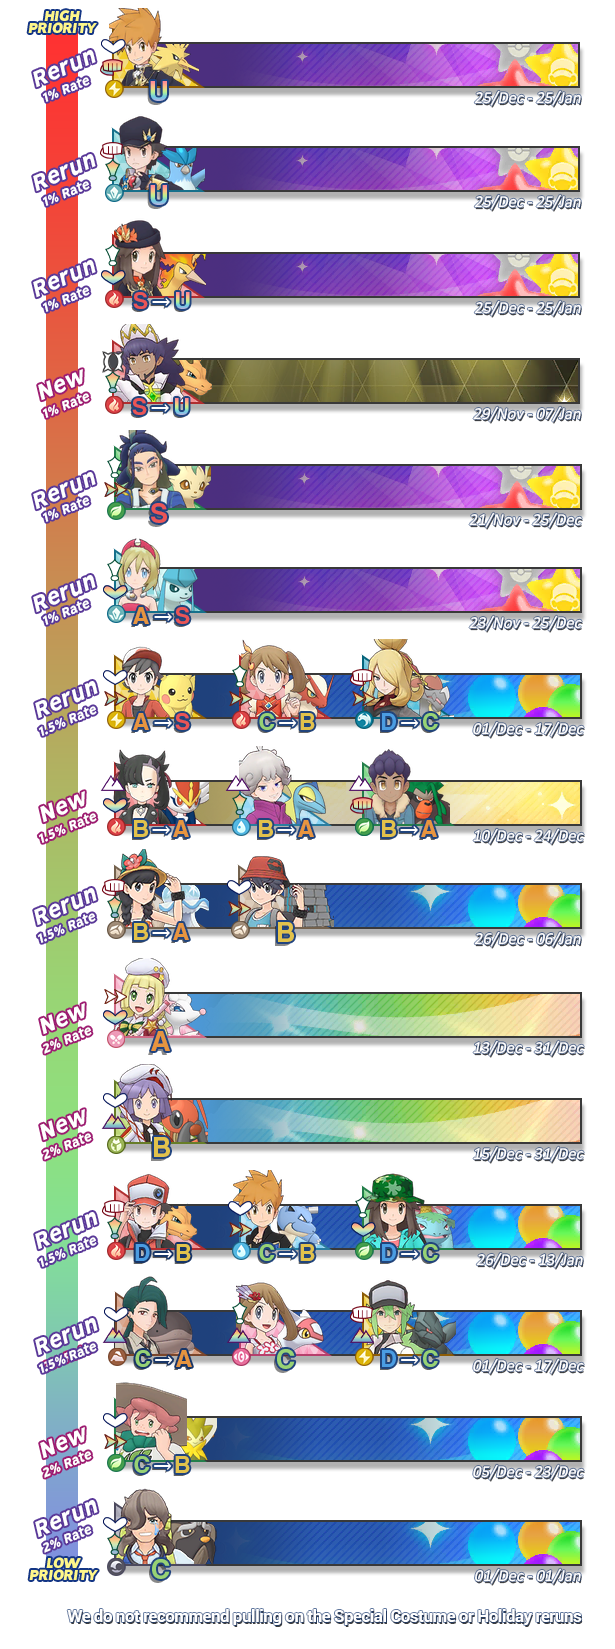 HIGH
PRIORITY
Rerun
1% Rate
U
25/Dec - 25/Jan
Rerun
1% Rate
U
25/Dec - 25/Jan
Rerun
1% Rate
S→U
25/Dec - 25/Jan
New
1% Rate
S→U
29/Nov - 07/Jan
Rerun
1% Rate
S
21/Nov - 25/Dec
Rerun
1% Rate
A→S
23/Nov - 25/Dec
Rerun
1.5% Rate
A→S C→B D→C
01/Dec - 17/Dec
New
1.5% Rate
B→A B→A B→A
10/Dec - 24/Dec
Rerun
1.5% Rate
B→A B
26/Dec - 06/Jan
New
2% Rate
A
13/Dec - 31/Dec
New
2% Rate
B
15/Dec - 31/Dec
Rerun
1.5% Rate
D→B C→B D→C
26/Dec - 13/Jan
Rerun
1.5% Rate
C→A C D→C
01/Dec - 17/Dec
New
2% Rate
C→B
05/Dec - 23/Dec
Rerun
2% Rate
C
01/Dec - 01/Jan
LOW
PRIORITY
We do not recommend pulling on the Special Costume or Holiday reruns